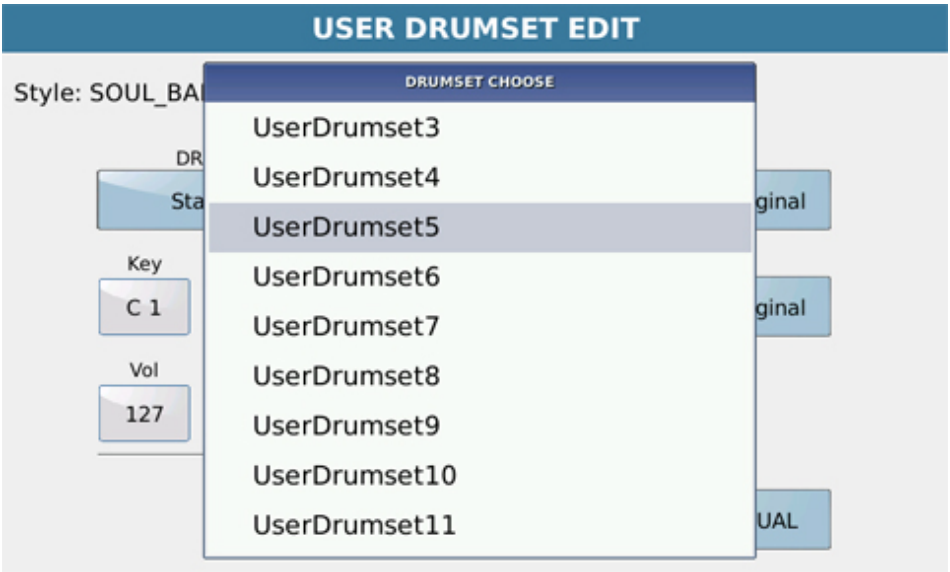 USER DRUMSET EDIT
DRUMSET CHOOSE
Style: SOUL_BA
UserDrumset3
DR
UserDrumset4
Sta
ginal
UserDrumset5
Key
UserDrumset6
C 1
ginal
UserDrumset7
Vol
UserDrumset8
127
UserDrumset9
UserDrumset10
UserDrumset11
UAL